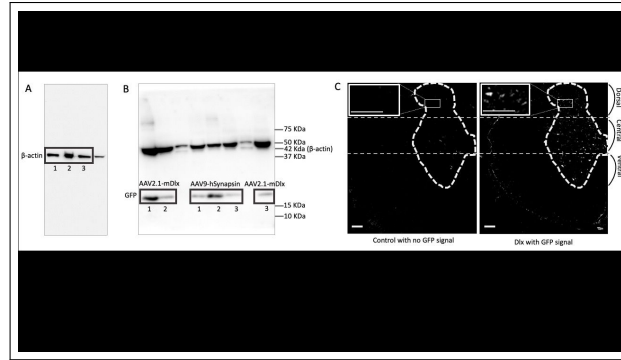 A
β-actin
1 2 3
B
75 KDa
50 KDa
42 Kda (β-actin)
37 KDa
AAV2.1-mDlx AAV9-hSynapsin AAV2.1-mDlx
GFP
1 2 1 2 3 3
15 KDa
10 KDa
C
Dorsal
Central
Ventral
Control with no GFP signal
Dlx with GFP signal